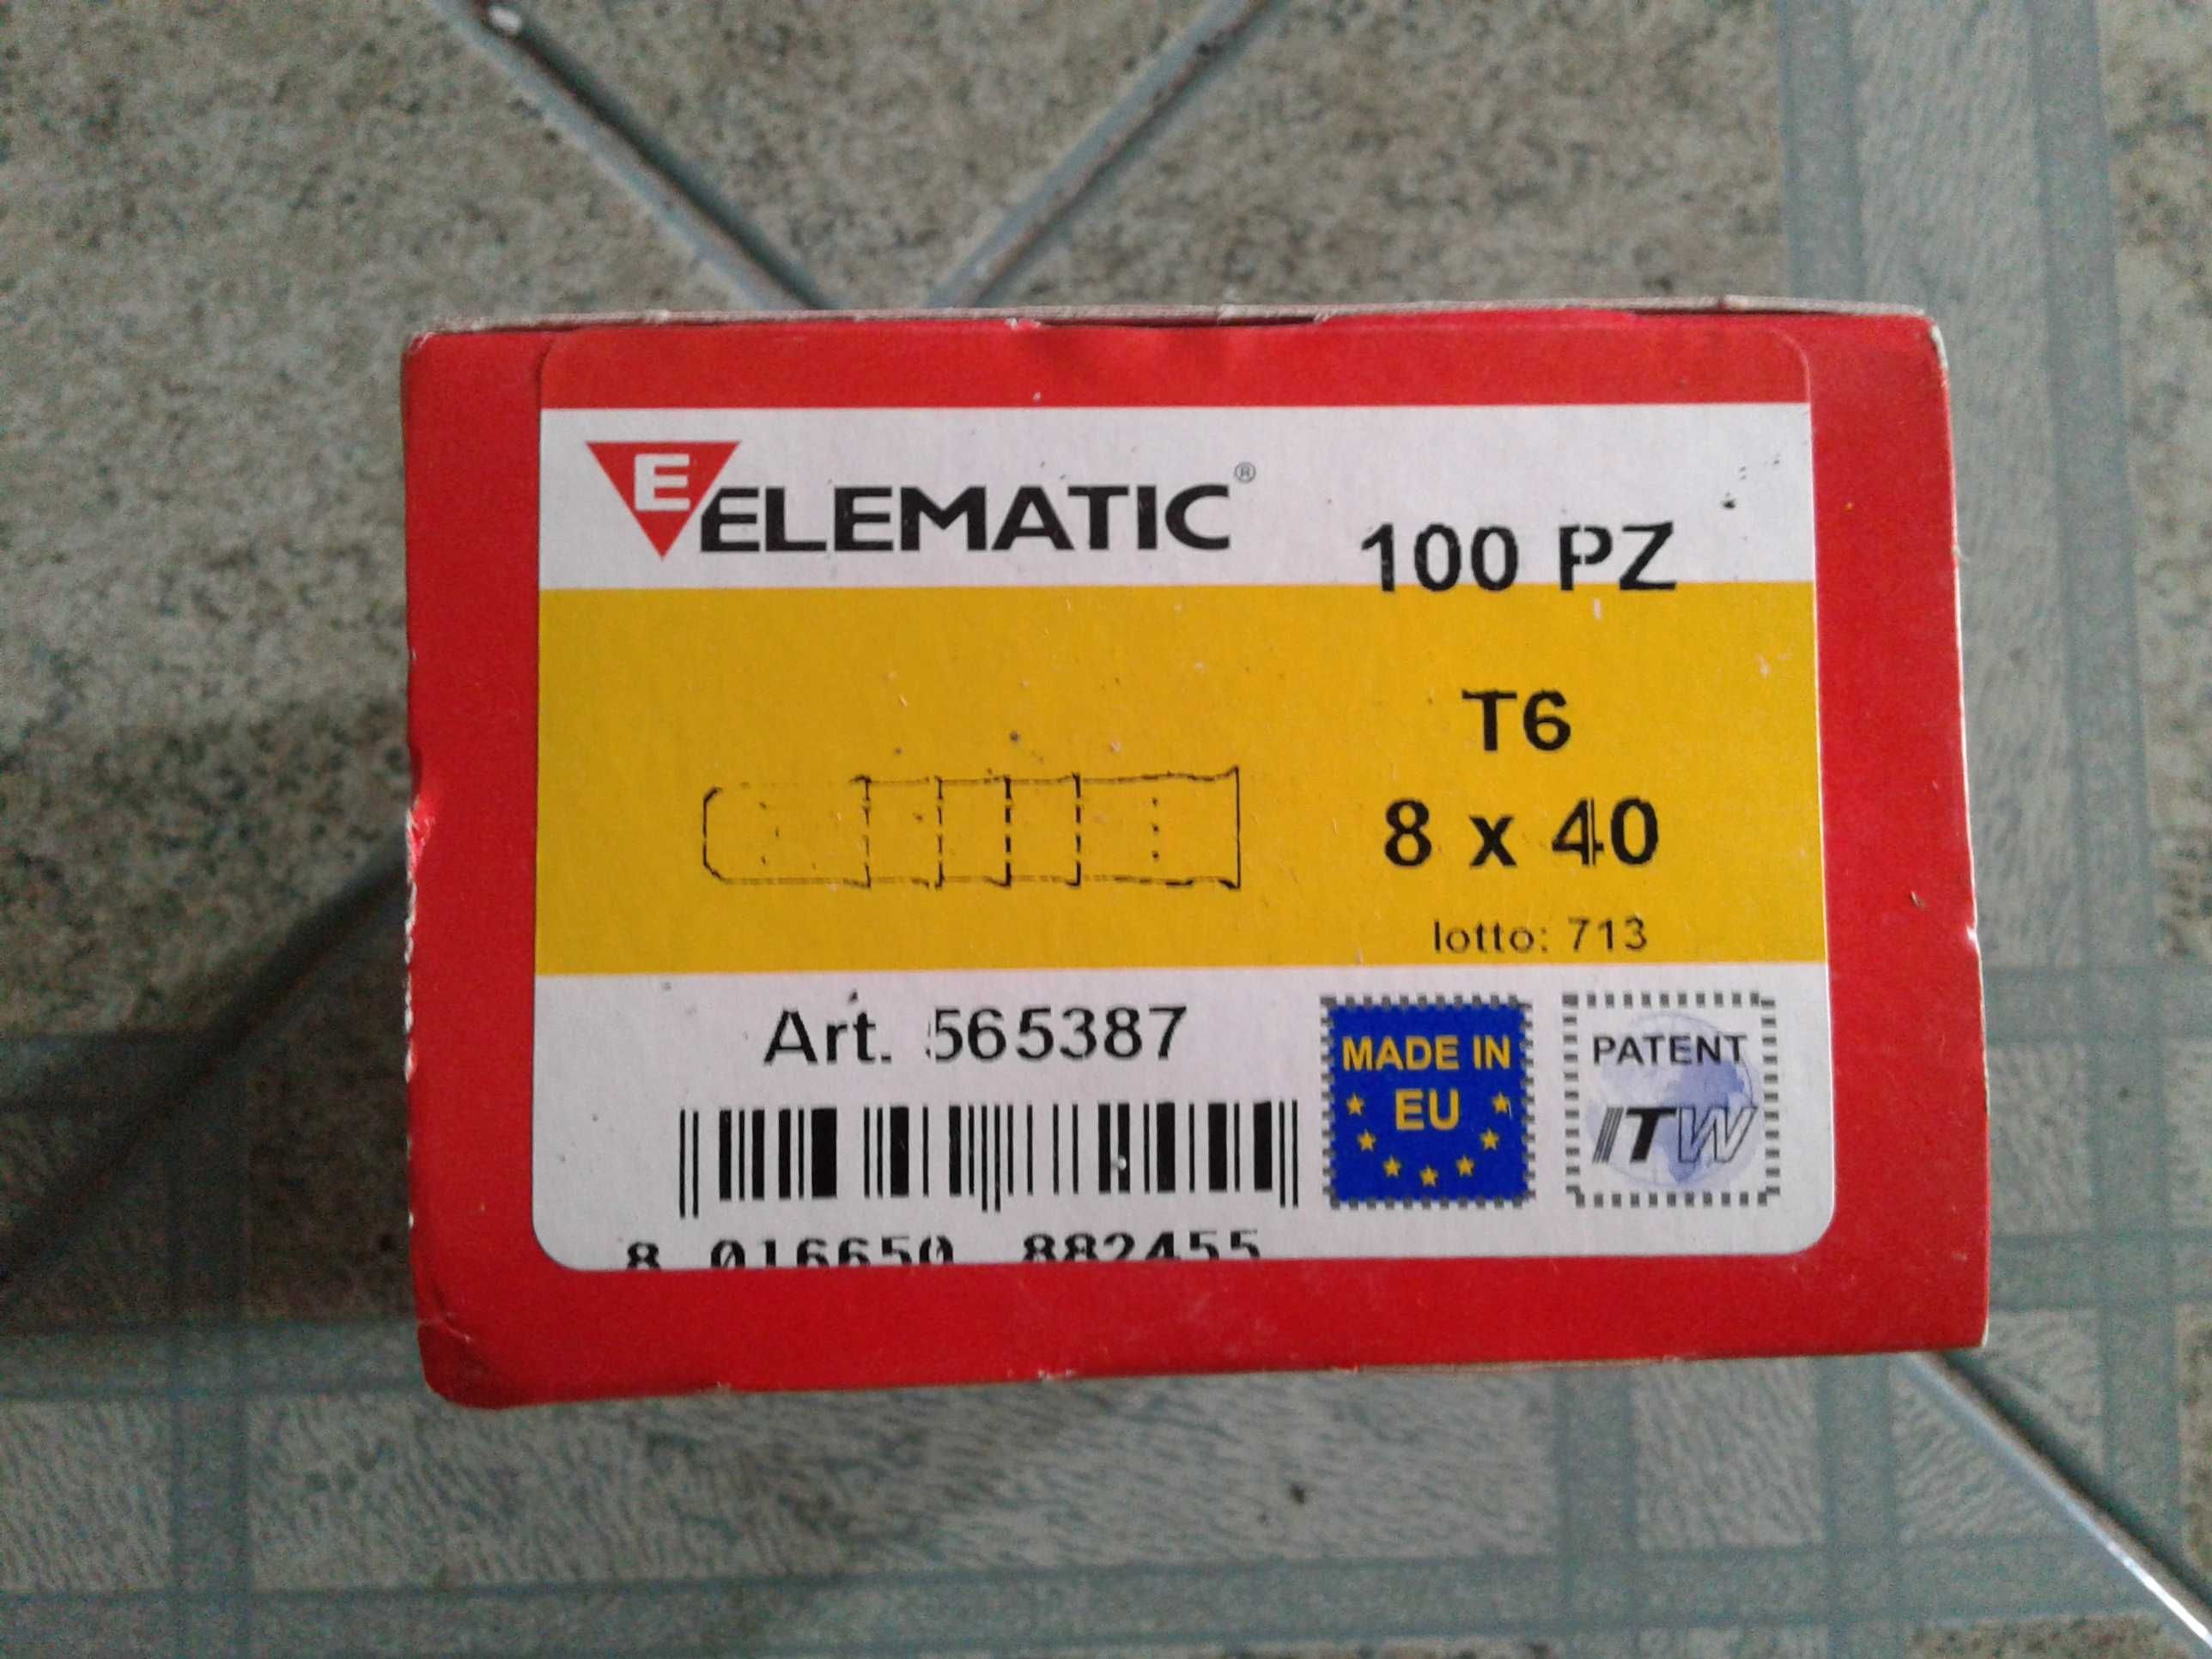 E ELEMATIC®
100 PZ
T6
8 x 40
lotto: 713
Art. 565387
MADE IN
EU
PATENT
ITW
8 016650 882455